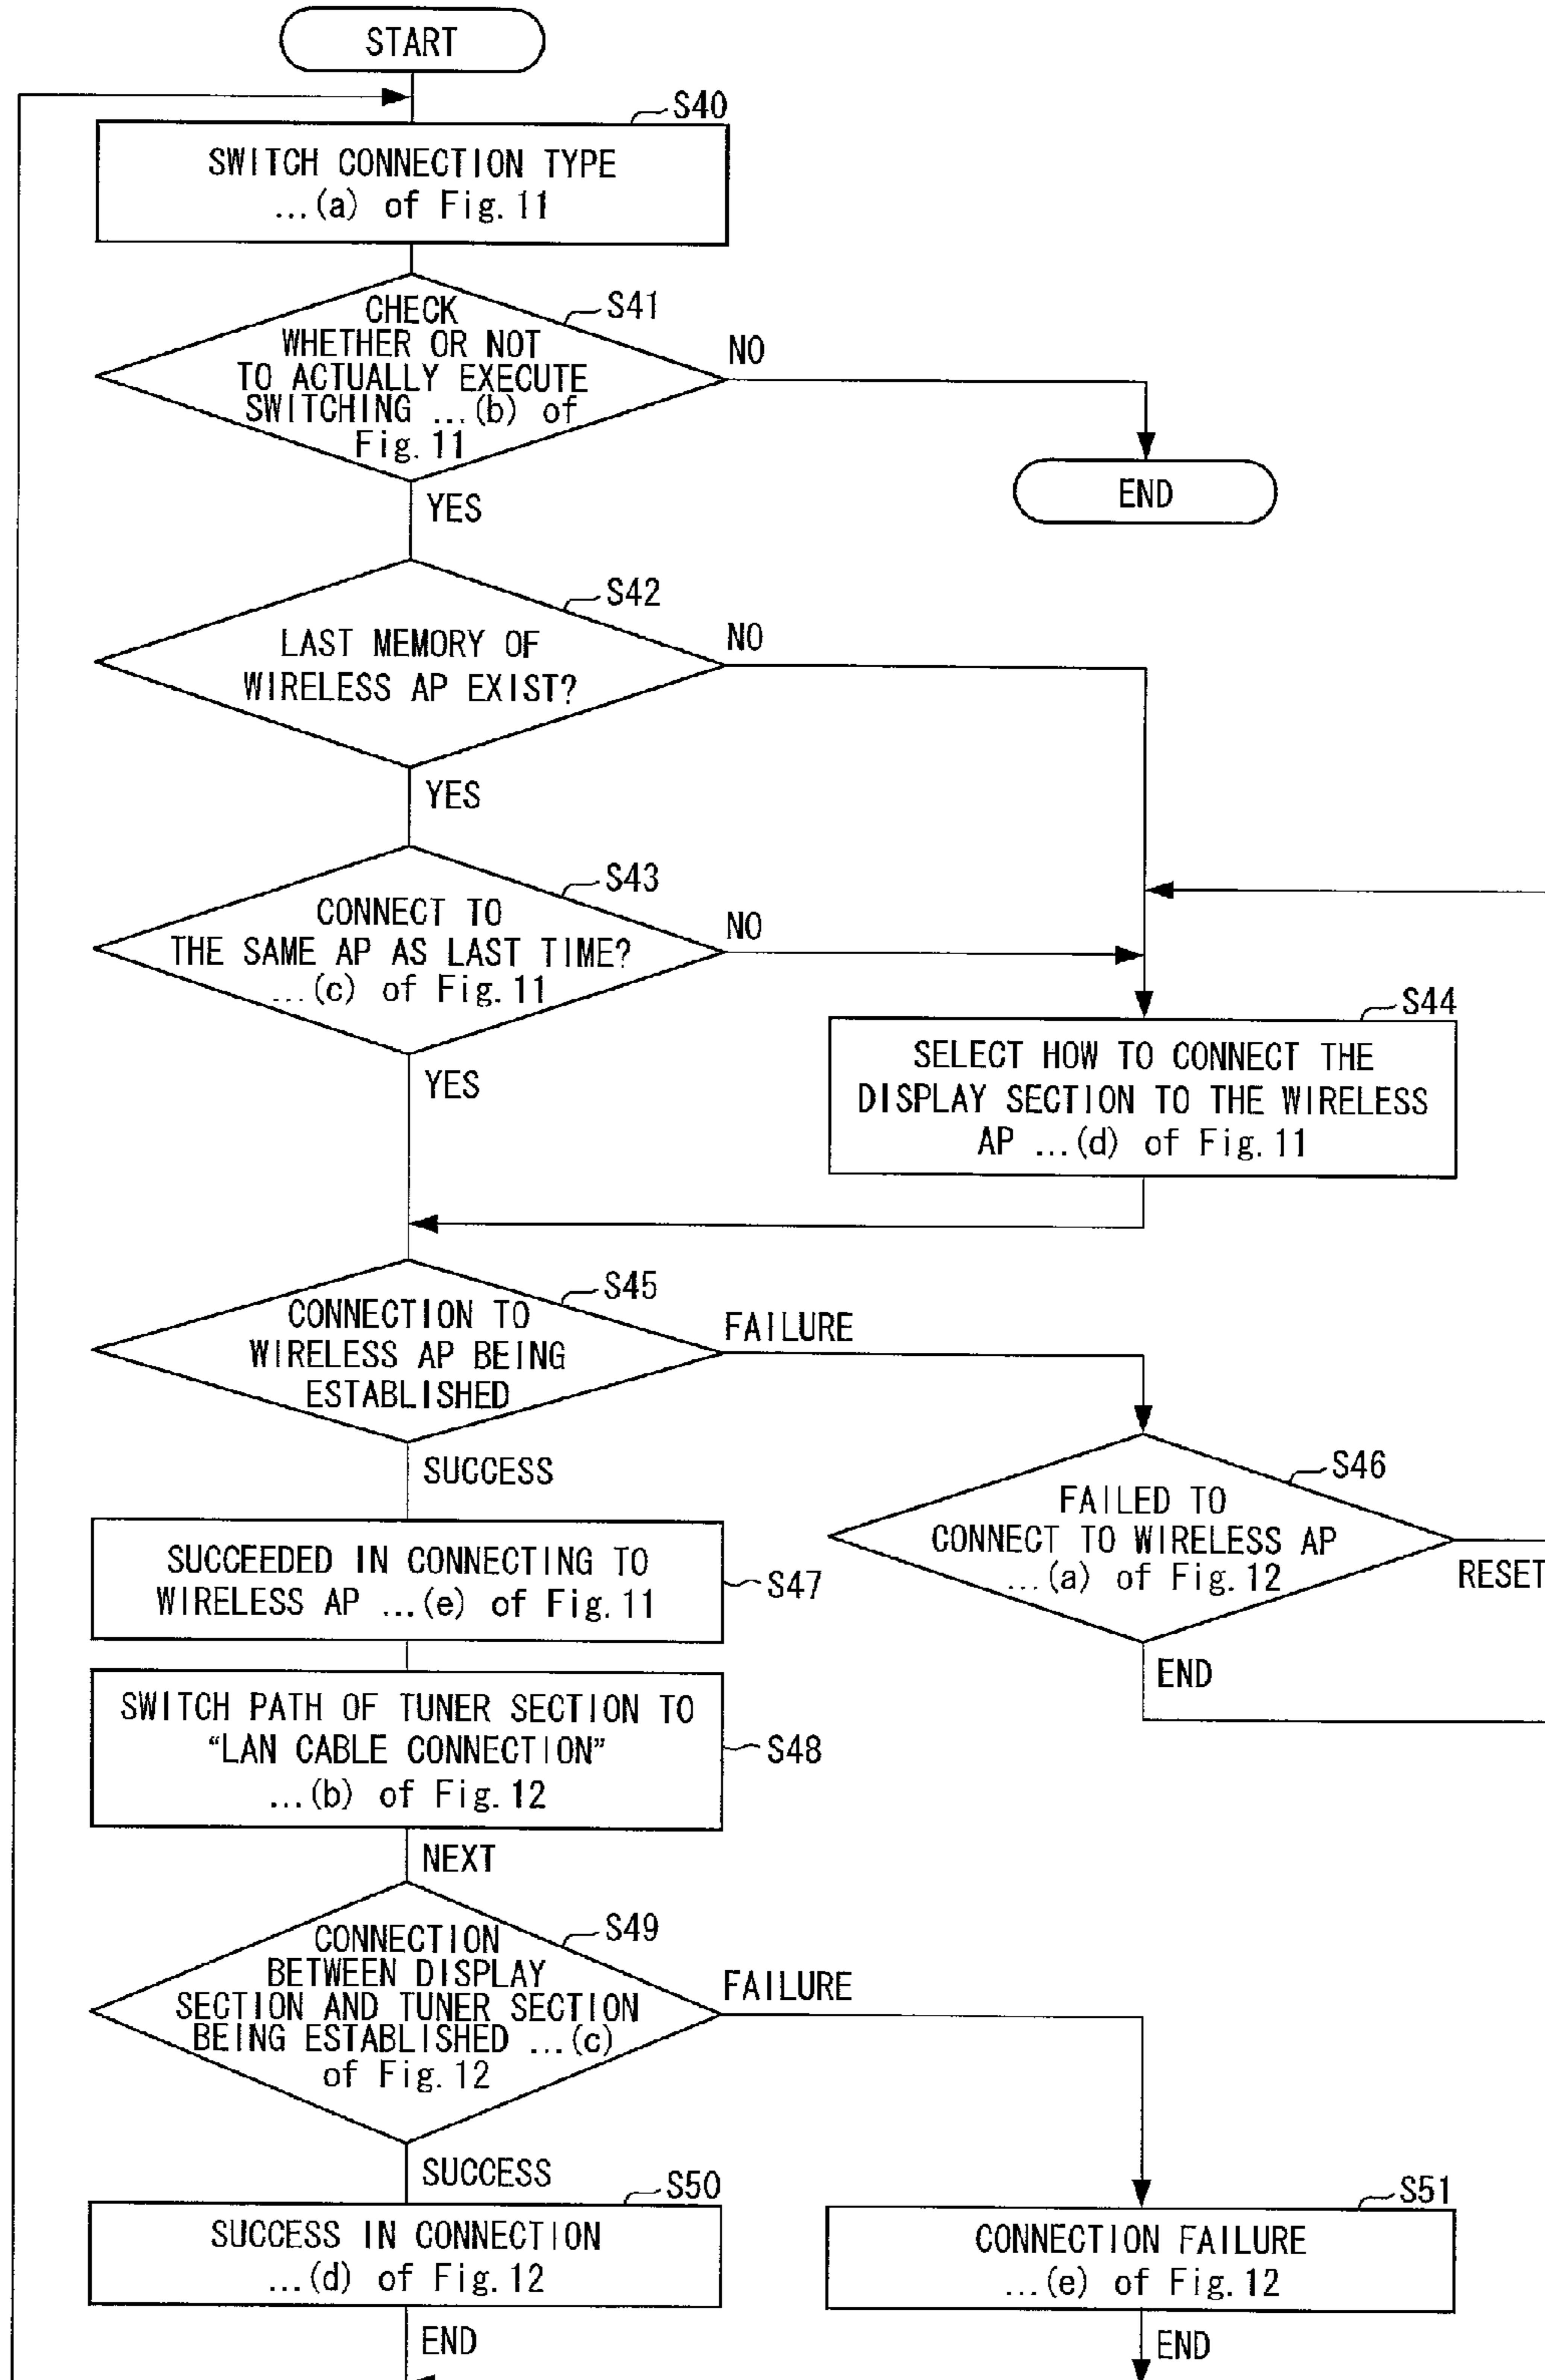 START
S40
SWITCH CONNECTION TYPE
...(a) of Fig. 11
S41
CHECK
WHETHER OR NOT
TO ACTUALLY EXECUTE
SWITCHING ...(b) of
Fig. 11
NO
END
YES
S42
LAST MEMORY OF
WIRELESS AP EXIST?
NO
YES
S43
CONNECT TO
THE SAME AP AS LAST TIME?
...(c) of Fig. 11
NO
YES
S44
SELECT HOW TO CONNECT THE
DISPLAY SECTION TO THE WIRELESS
AP ...(d) of Fig. 11
S45
CONNECTION TO
WIRELESS AP BEING
ESTABLISHED
FAILURE
SUCCESS
S46
FAILED TO
CONNECT TO WIRELESS AP
...(a) of Fig. 12
RESET
END
SUCCEEDED IN CONNECTING TO
WIRELESS AP ...(e) of Fig. 11
S47
SWITCH PATH OF TUNER SECTION TO
“LAN CABLE CONNECTION”
...(b) of Fig. 12
S48
NEXT
S49
CONNECTION
BETWEEN DISPLAY
SECTION AND TUNER SECTION
BEING ESTABLISHED ...(c)
of Fig. 12
FAILURE
SUCCESS
S50
SUCCESS IN CONNECTION
...(d) of Fig. 12
END
S51
CONNECTION FAILURE
...(e) of Fig. 12
END